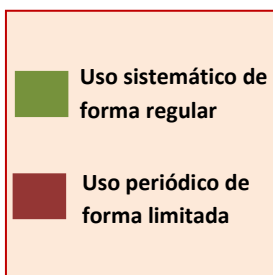 Uso sistemático de
forma regular
Uso periódico de
forma limitada